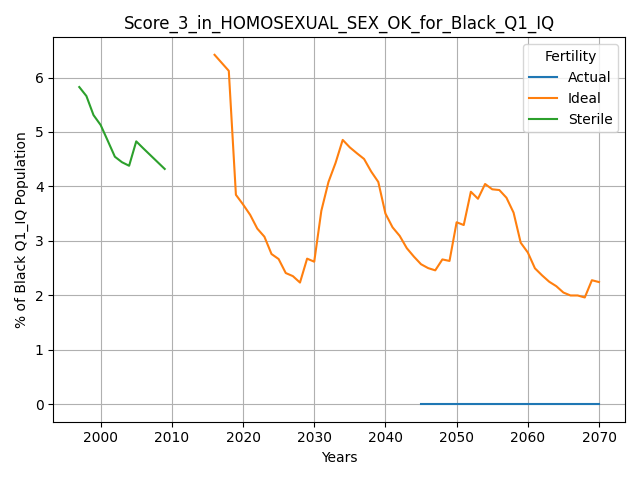 Score_3_in_HOMOSEXUAL_SEX_OK_for_Black_Q1_IQ
Fertility
Actual
Ideal
Sterile
% of Black Q1_IQ Population
6
5
4
3
2
1
0
2000 2010 2020 2030 2040 2050 2060 2070
Years